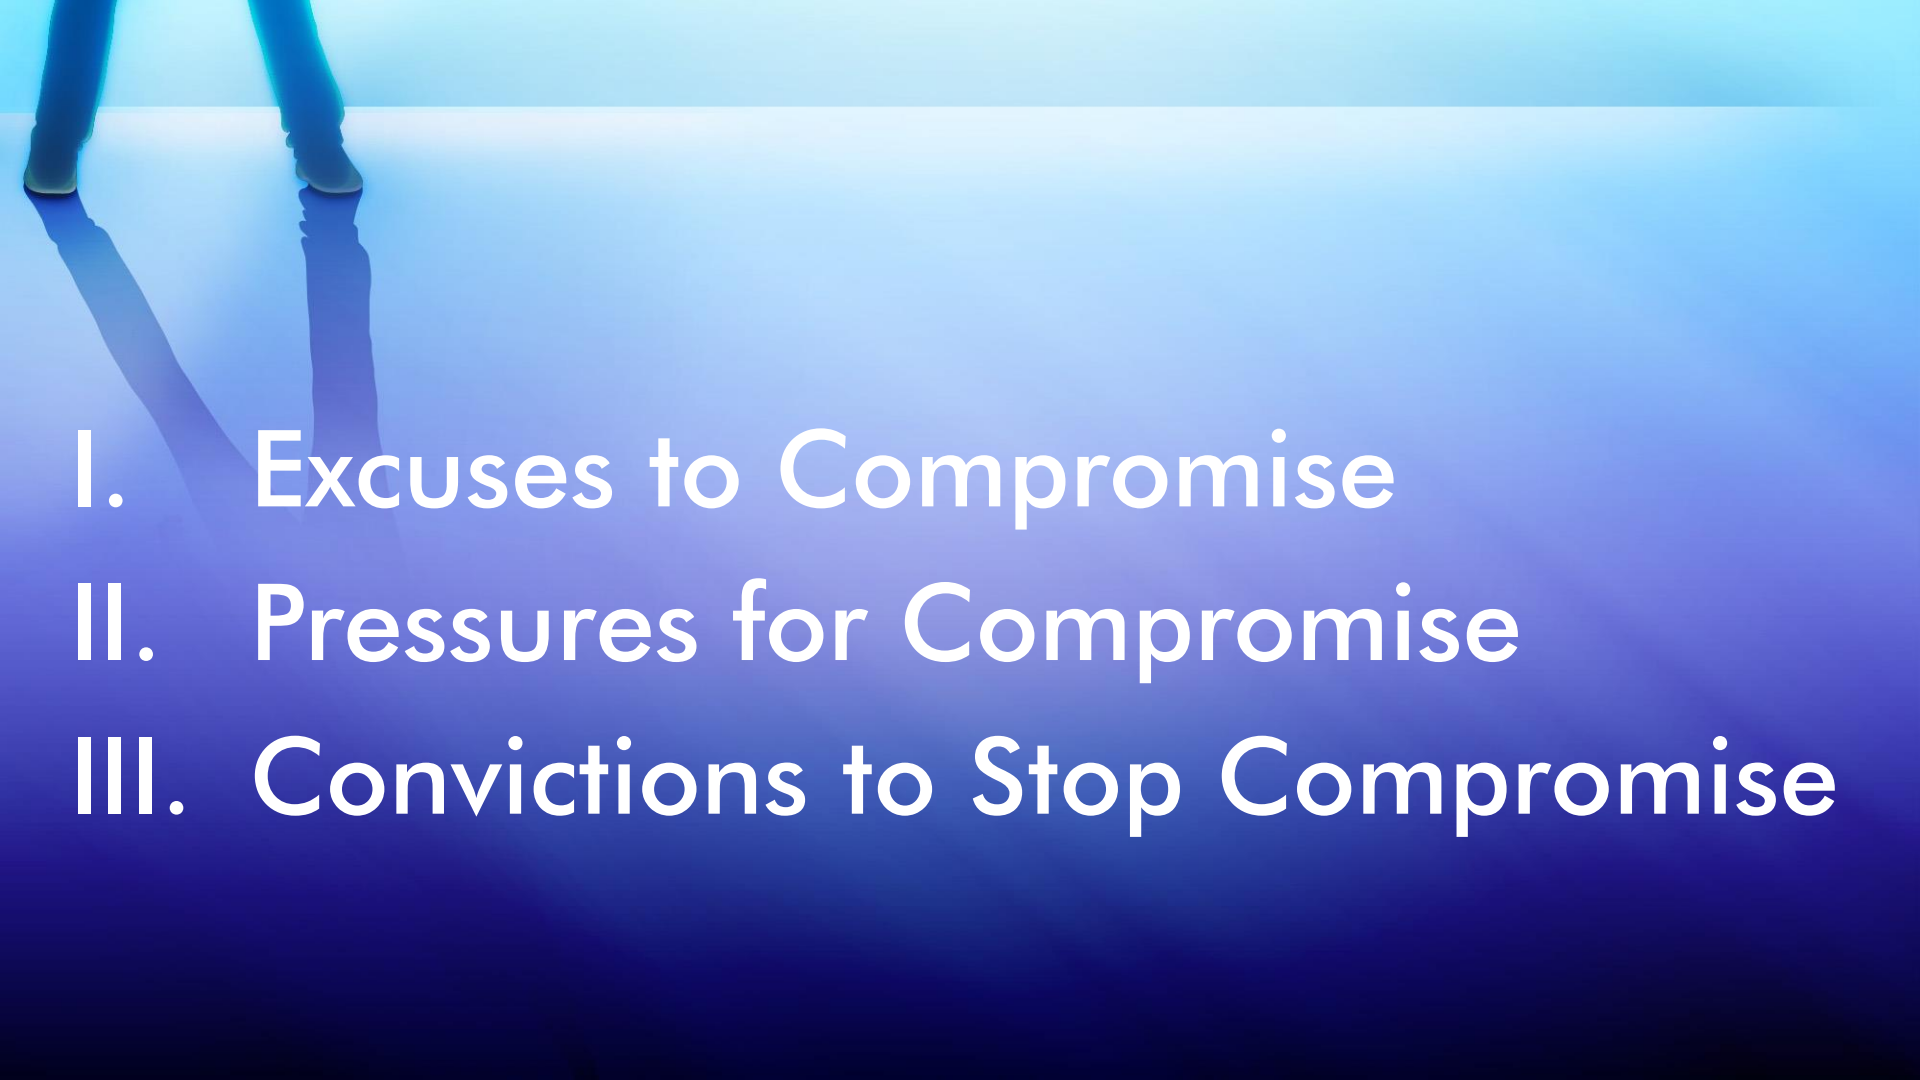 I. Excuses to Compromise
II. Pressures for Compromise
III. Convictions to Stop Compromise